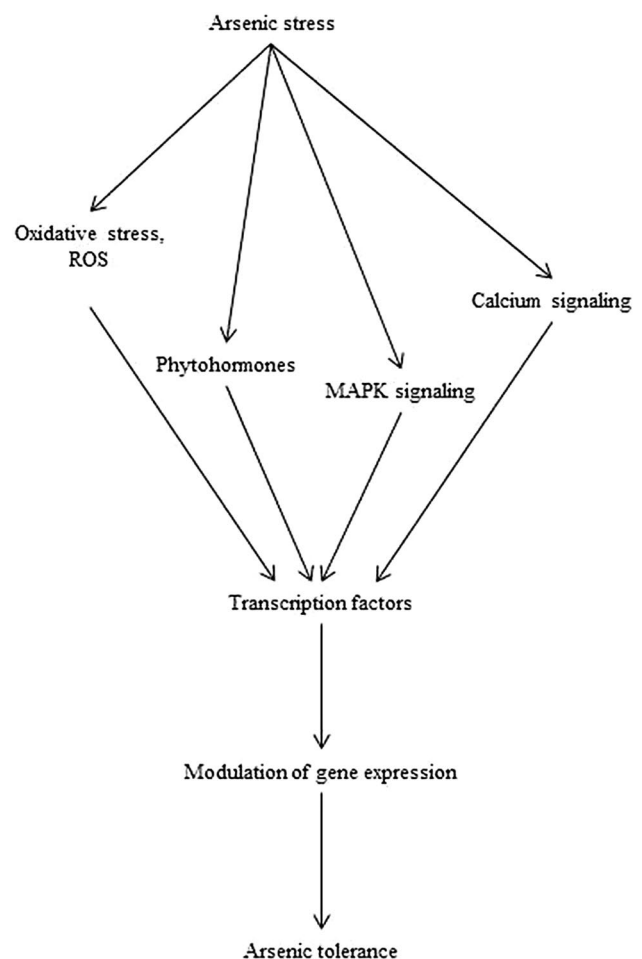 Arsenic stress
Oxidative stress,
ROS
Calcium signaling
Phytohormones
MAPK signaling
Transcription factors
Modulation of gene expression
Arsenic tolerance